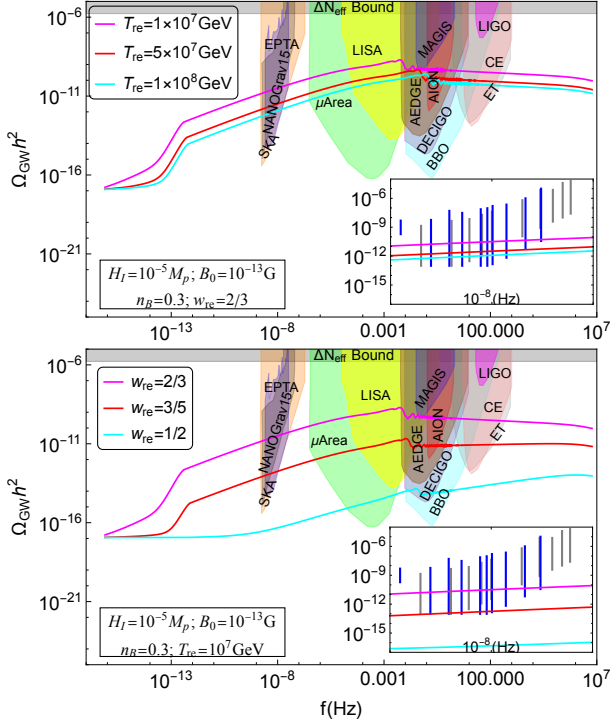 10^-6
10^-11
10^-16
10^-21
Ω_GW h^2
T_re=1×10^7GeV
T_re=5×10^7GeV
T_re=1×10^8GeV
ΔN_eff Bound
EPTA
NANOGrav15
SKA
LISA
μArea
MAGIS
AEDGE
AION
DECIGO
BBO
LIGO
CE
ET
H_I=10^-5M_p; B_0=10^-13G
n_B=0.3; w_re=2/3
10^-6
10^-9
10^-12
10^-15
10^-8(Hz)
10^-13
10^-8
0.001
100.000
10^7
10^-6
10^-11
10^-16
10^-21
Ω_GW h^2
w_re=2/3
w_re=3/5
w_re=1/2
ΔN_eff Bound
EPTA
NANOGrav15
SKA
LISA
μArea
MAGIS
AEDGE
AION
DECIGO
BBO
LIGO
CE
ET
H_I=10^-5M_p; B_0=10^-13G
n_B=0.3; T_re=10^7GeV
10^-6
10^-9
10^-12
10^-15
10^-8(Hz)
10^-13
10^-8
0.001
100.000
10^7
f(Hz)